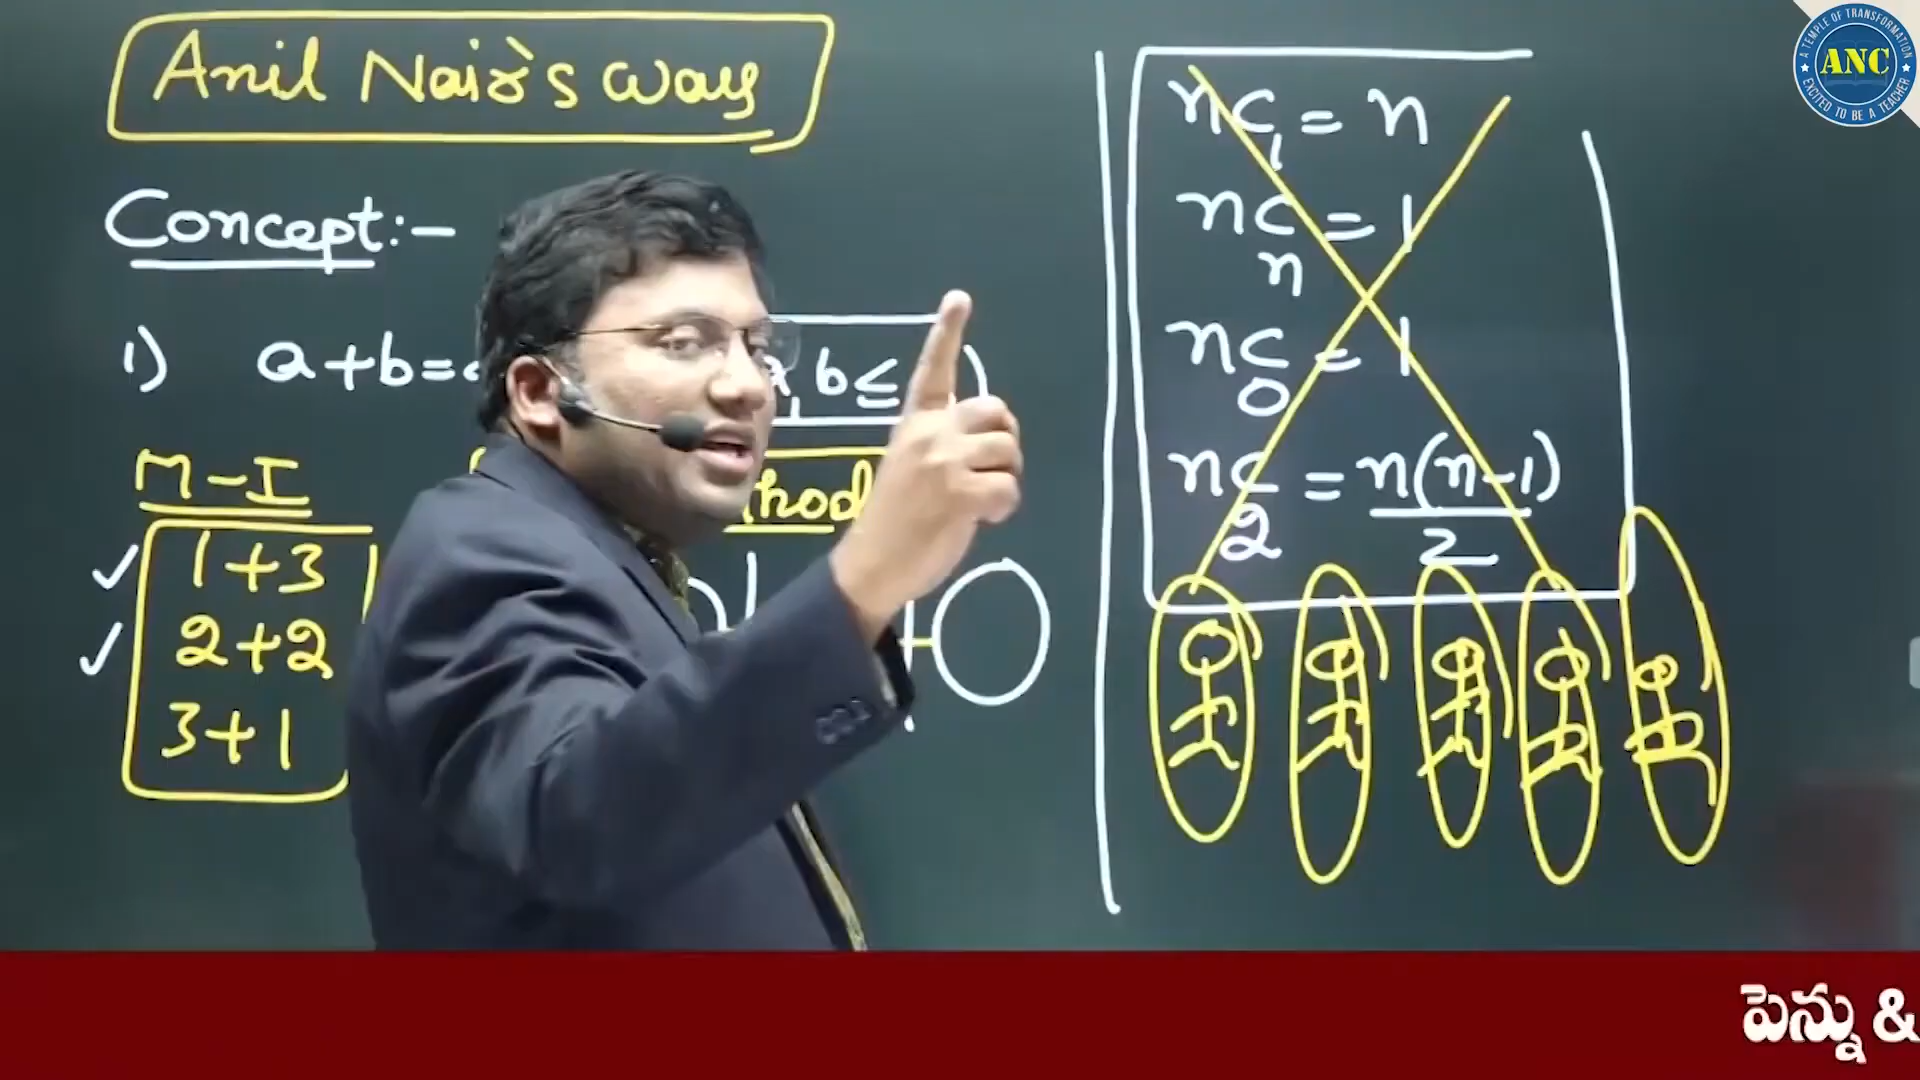 Anil Nair's way
Concept:-
1) a+b=
b≤
M-I
1+3
2+2
3+1
nC1 = n
nCn = 1
nC0 = 1
nC2 = n(n-1)/2
A TEMPLE OF TRANSFORMATION
ANC
EXCITED TO BE A TEACHER
పెన్ను &